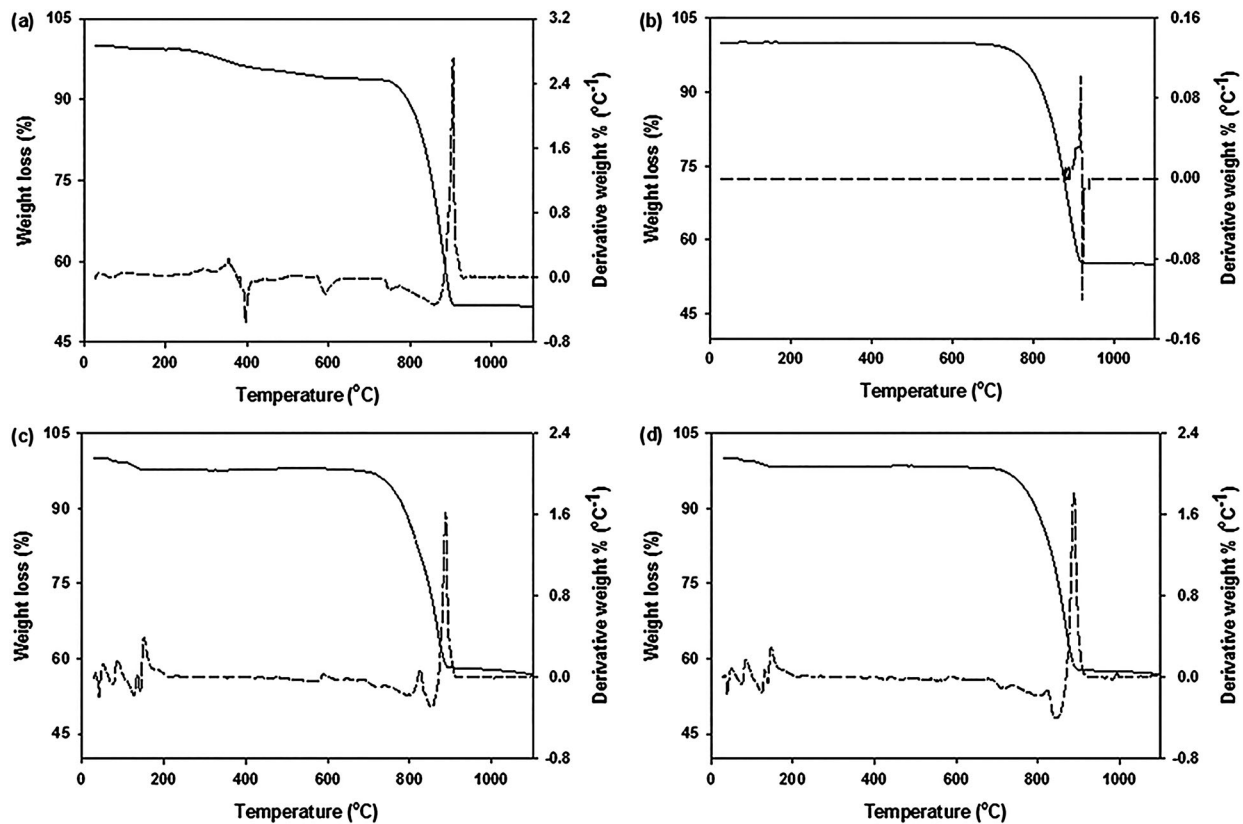 (a)
105
90
75
60
45
Weight loss (%)
3.2
2.4
1.6
0.8
0.0
-0.8
Derivative weight % (°C-1)
0 200 400 600 800 1000
Temperature (°C)
(b)
105
90
75
60
45
Weight loss (%)
0.16
0.08
0.00
-0.08
-0.16
Derivative weight % (°C-1)
0 200 400 600 800 1000
Temperature (°C)
(c)
105
90
75
60
45
Weight loss (%)
2.4
1.6
0.8
0.0
-0.8
Derivative weight % (°C-1)
0 200 400 600 800 1000
Temperature (°C)
(d)
105
90
75
60
45
Weight loss (%)
2.4
1.6
0.8
0.0
-0.8
Derivative weight % (°C-1)
0 200 400 600 800 1000
Temperature (°C)